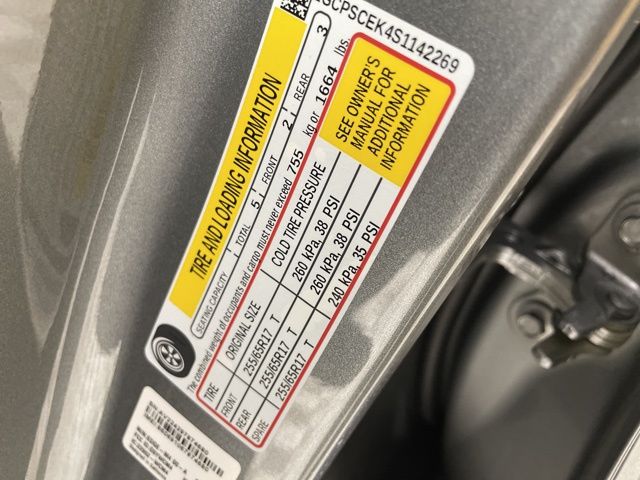 GCPSCEK4S1142269
TIRE AND LOADING INFORMATION
SEATING CAPACITY TOTAL 5 FRONT 2 REAR 3
The combined weight of occupants and cargo must never exceed 755 kg or 1664 lbs.
TIRE ORIGINAL SIZE COLD TIRE PRESSURE
FRONT 255/65R17 T 260 kPa, 38 PSI
REAR 255/65R17 T 260 kPa, 38 PSI
SPARE 255/65R17 T 240 kPa, 35 PSI
SEE OWNER'S
MANUAL FOR
ADDITIONAL
INFORMATION